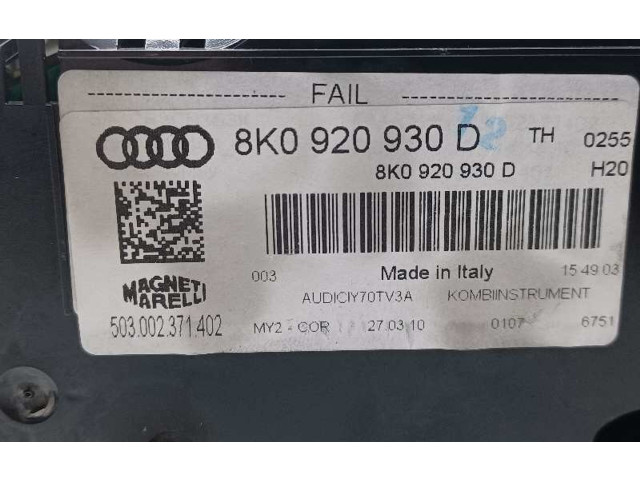 FAIL
8K0 920 930 D TH 0255
8K0 920 930 D H20
003 Made in Italy 15 49 03
MAGNETI MARELLI
AUDICIY70TV3A KOMBIINSTRUMENT
503.002.371.402
MY2 - COR 27.03.10 0107 6751